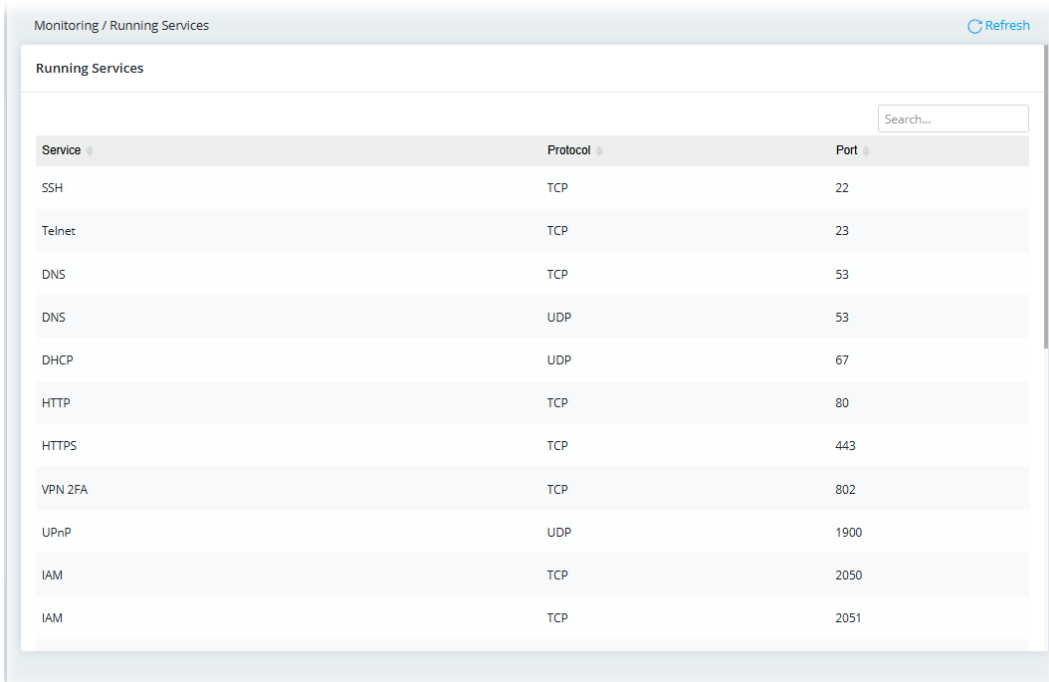 Monitoring / Running Services Refresh
Running Services
Search...
Service Protocol Port
SSH TCP 22
Telnet TCP 23
DNS TCP 53
DNS UDP 53
DHCP UDP 67
HTTP TCP 80
HTTPS TCP 443
VPN 2FA TCP 802
UPnP UDP 1900
IAM TCP 2050
IAM TCP 2051